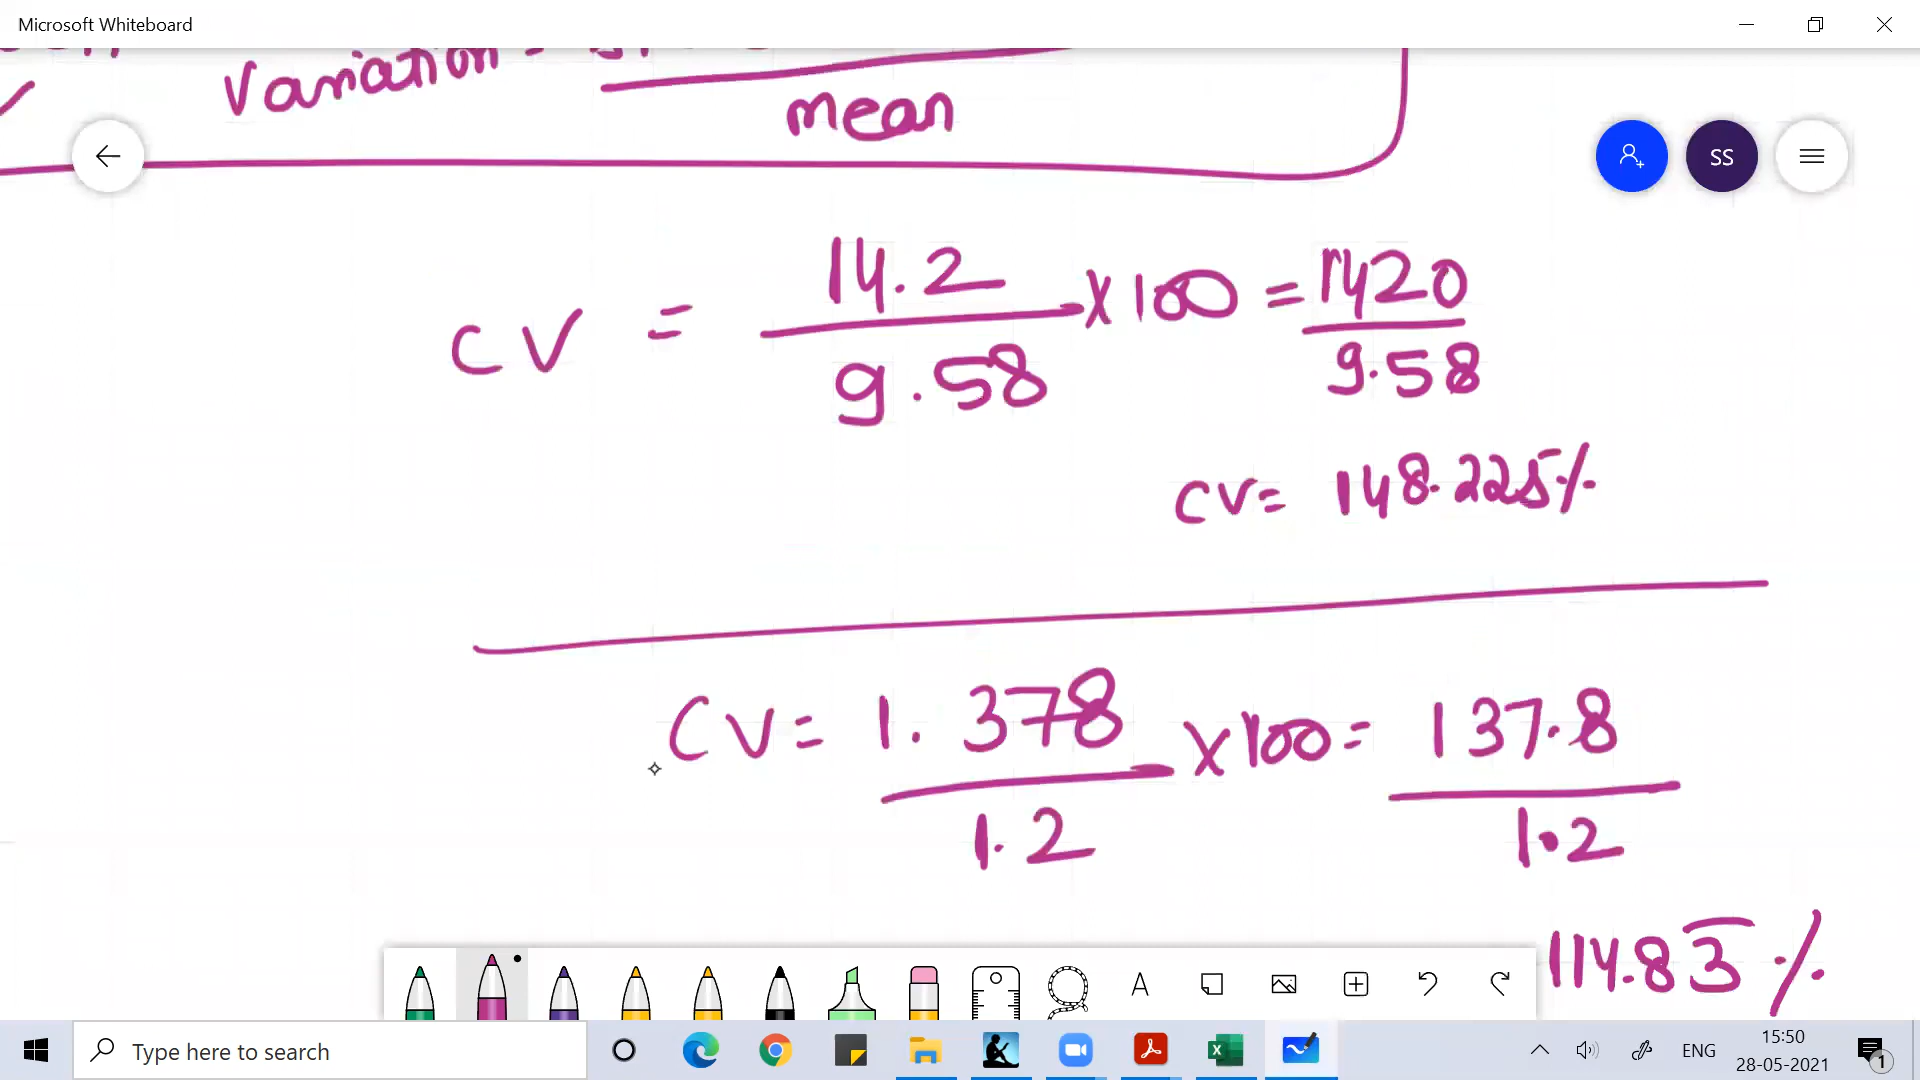 Microsoft Whiteboard
Variation =
mean
SS
CV = 14.2 / 9.58 X 100 = 1420 / 9.58
CV = 148.225%
CV = 1.378 / 1.2 X 100 = 137.8 / 1.2
114.83̅ %
A
Type here to search
ENG
15:50
28-05-2021
1